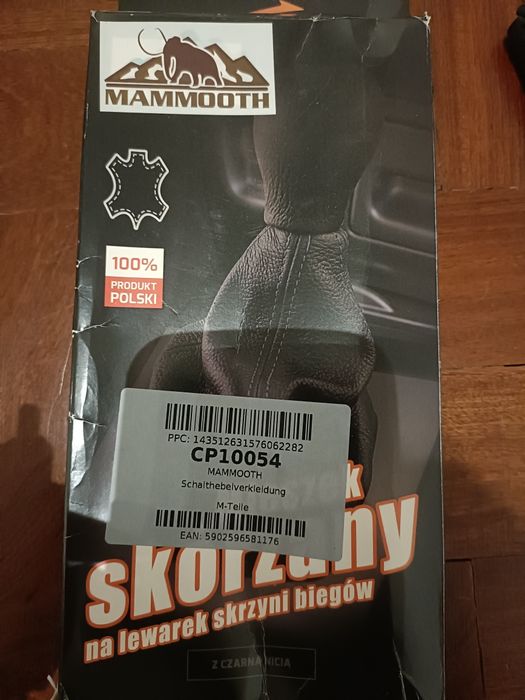 MAMMOOTH
100%
PRODUKT
POLSKI
PPC: 143512631576062282
CP10054
MAMMOOTH
Schalthebelverkleidung
M-Teile
EAN: 5902596581176
k
skórzany
na lewarek skrzyni biegów
Z CZARNĄ NICIĄ